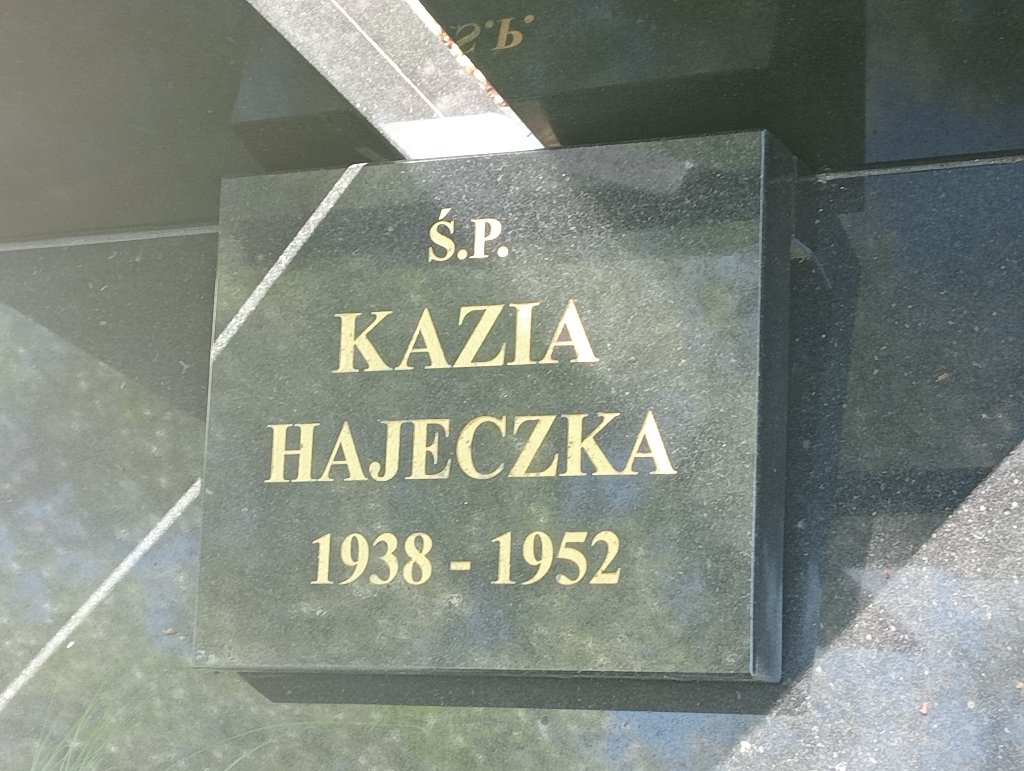 Ś.P.
KAZIA
HAJECZKA
1938 - 1952